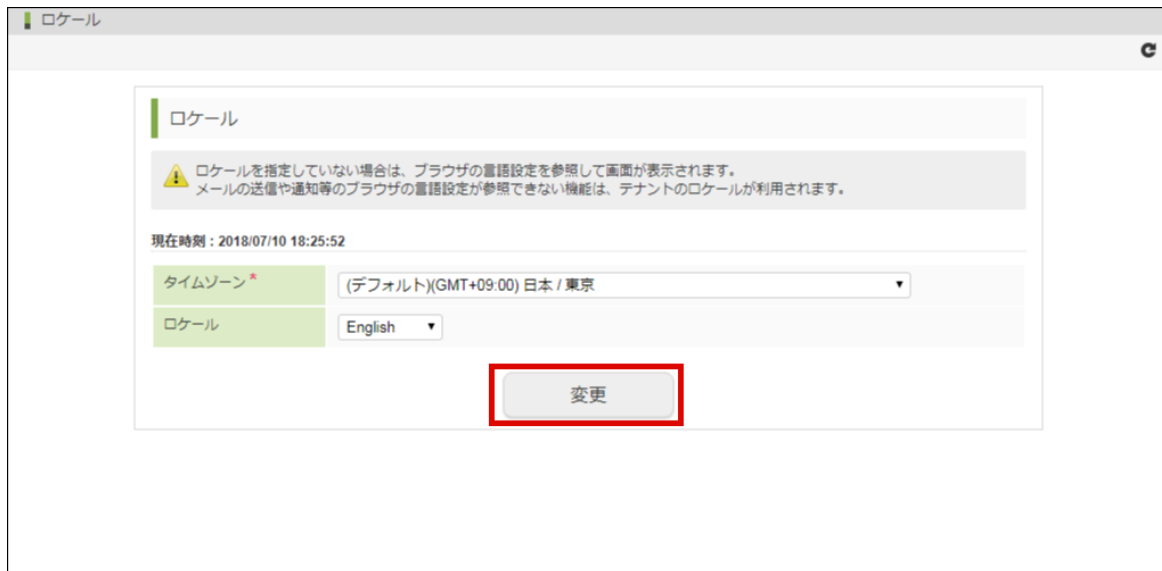 ロケール
ロケール
ロケールを指定していない場合は、ブラウザの言語設定を参照して画面が表示されます。
メールの送信や通知等のブラウザの言語設定が参照できない機能は、テナントのロケールが利用されます。
現在時刻 : 2018/07/10 18:25:52
タイムゾーン * (デフォルト)(GMT+09:00) 日本 / 東京
ロケール English
変更